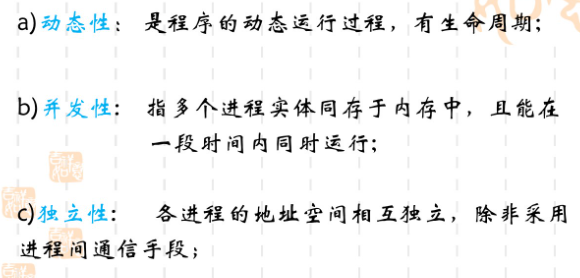 a)动态性： 是程序的动态运行过程，有生命周期；
b)并发性： 指多个进程实体同存于内存中，且能在
一段时间内同时运行；
c)独立性： 各进程的地址空间相互独立，除非采用
进程间通信手段；